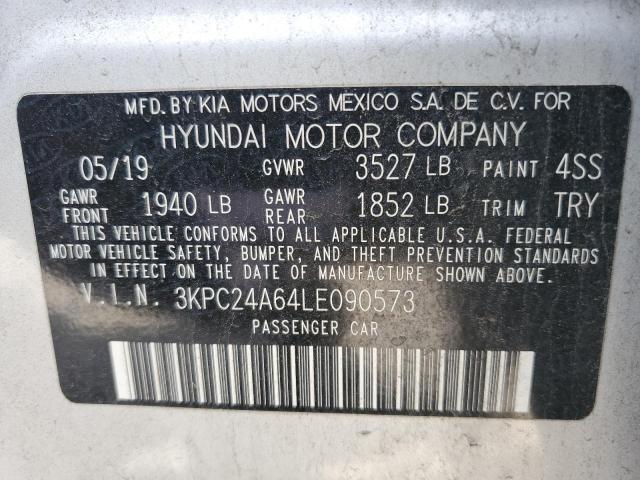 MFD. BY KIA MOTORS MEXICO S.A. DE C.V. FOR
HYUNDAI MOTOR COMPANY
05/19 GVWR 3527 LB PAINT 4SS
GAWR FRONT 1940 LB GAWR REAR 1852 LB TRIM TRY
THIS VEHICLE CONFORMS TO ALL APPLICABLE U.S.A. FEDERAL
MOTOR VEHICLE SAFETY, BUMPER, AND THEFT PREVENTION STANDARDS
IN EFFECT ON THE DATE OF MANUFACTURE SHOWN ABOVE.
V.I.N. 3KPC24A64LE090573
PASSENGER CAR